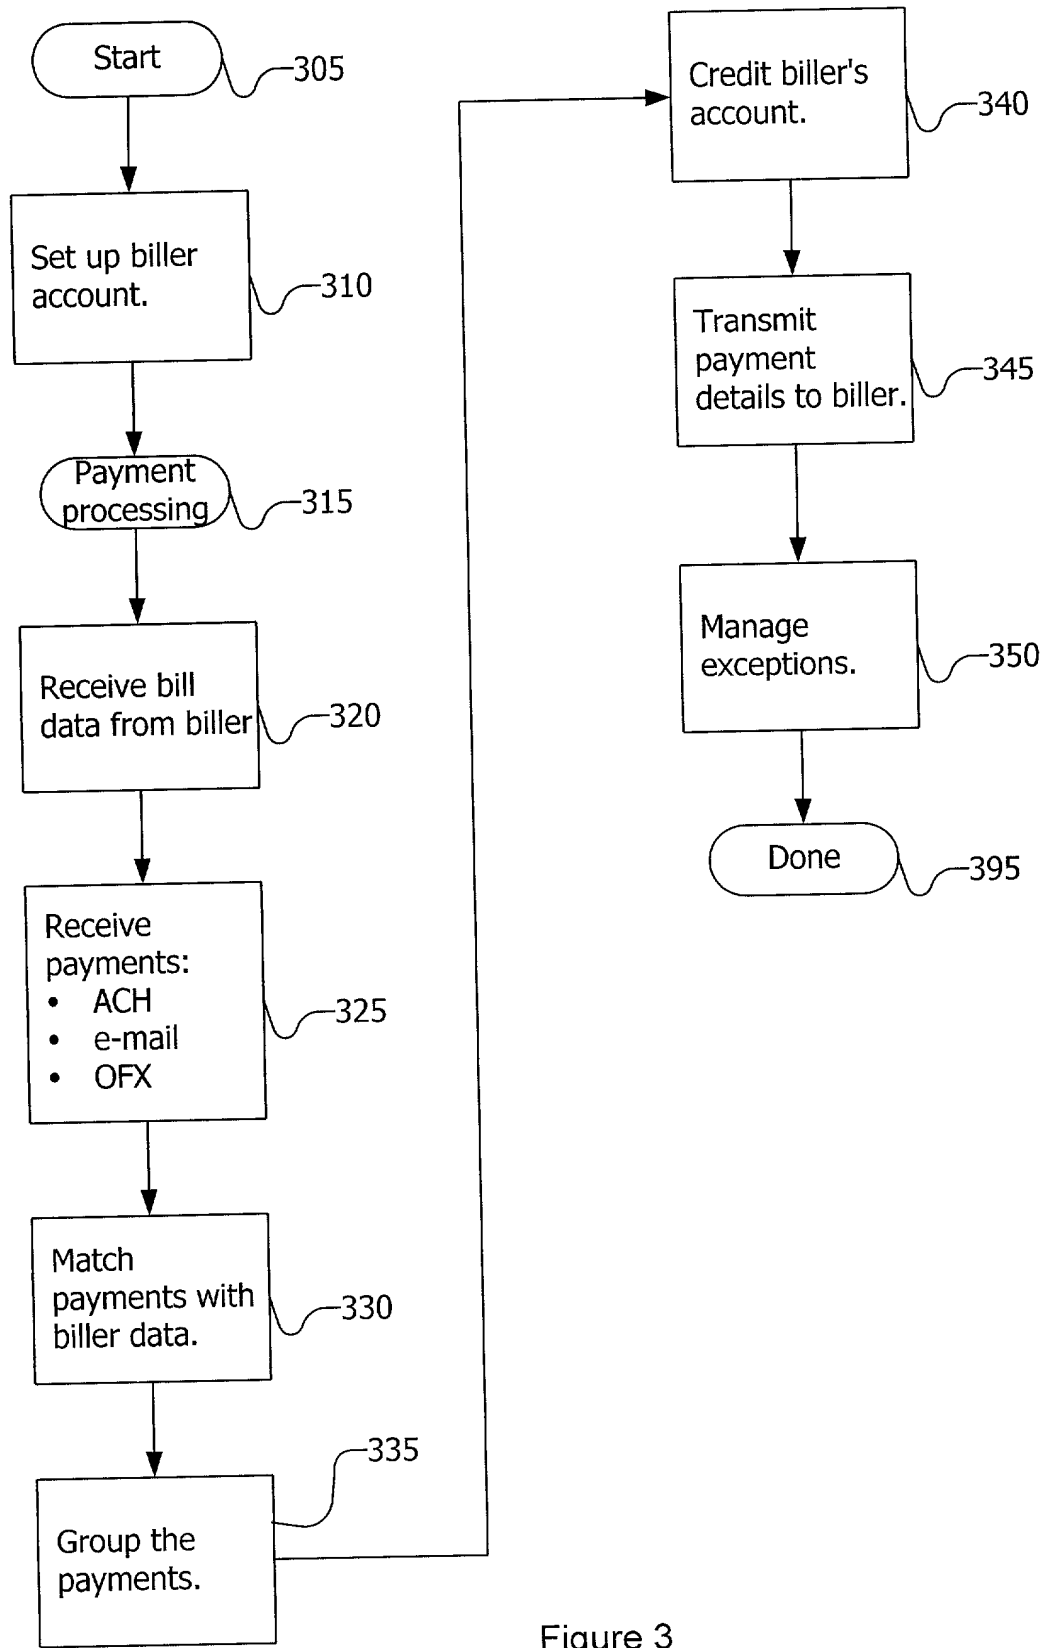 Start
305
Set up biller
account.
310
Payment
processing
315
Receive bill
data from biller
320
Receive
payments:
• ACH
• e-mail
• OFX
325
Match
payments with
biller data.
330
335
Group the
payments.
Credit biller's
account.
340
Transmit
payment
details to biller.
345
Manage
exceptions.
350
Done
395
Figure 3